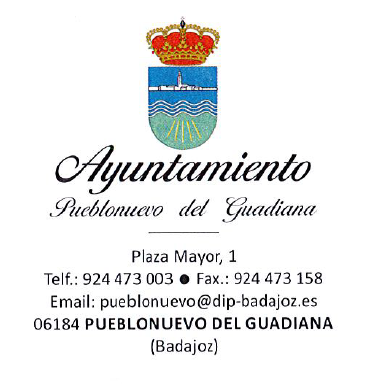 Ayuntamiento
Pueblonuevo del Guadiana
Plaza Mayor, 1
Telf.: 924 473 003 ● Fax.: 924 473 158
Email: pueblonuevo@dip-badajoz.es
06184 PUEBLONUEVO DEL GUADIANA
(Badajoz)